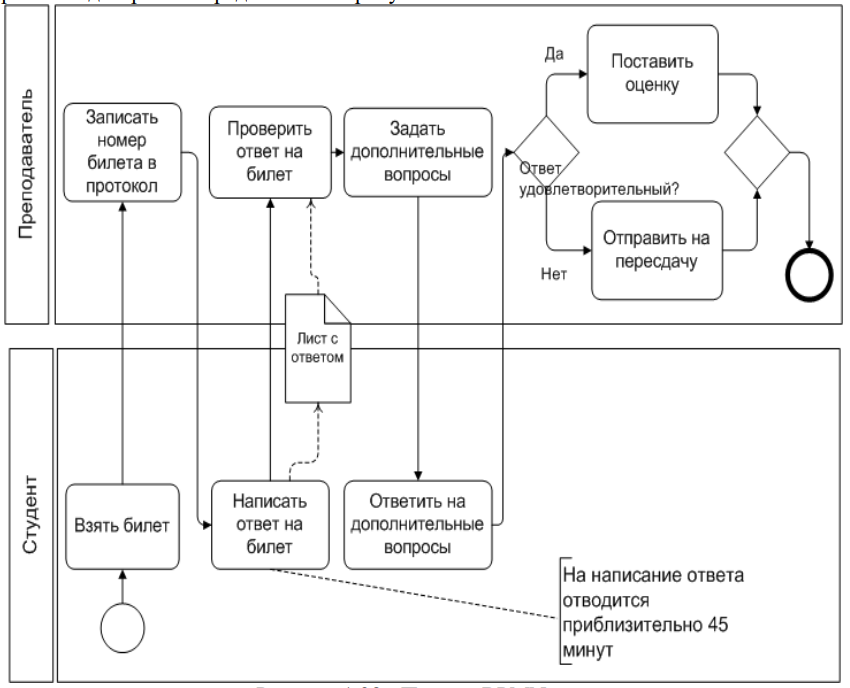 Преподаватель
Записать
номер
билета в
протокол
Проверить
ответ на
билет
Задать
дополнительные
вопросы
Да
Поставить
оценку
Ответ
удовлетворительный?
Нет
Отправить на
пересдачу
Лист с
ответом
Студент
Взять билет
Написать
ответ на
билет
Ответить на
дополнительные
вопросы
На написание ответа
отводится
приблизительно 45
минут